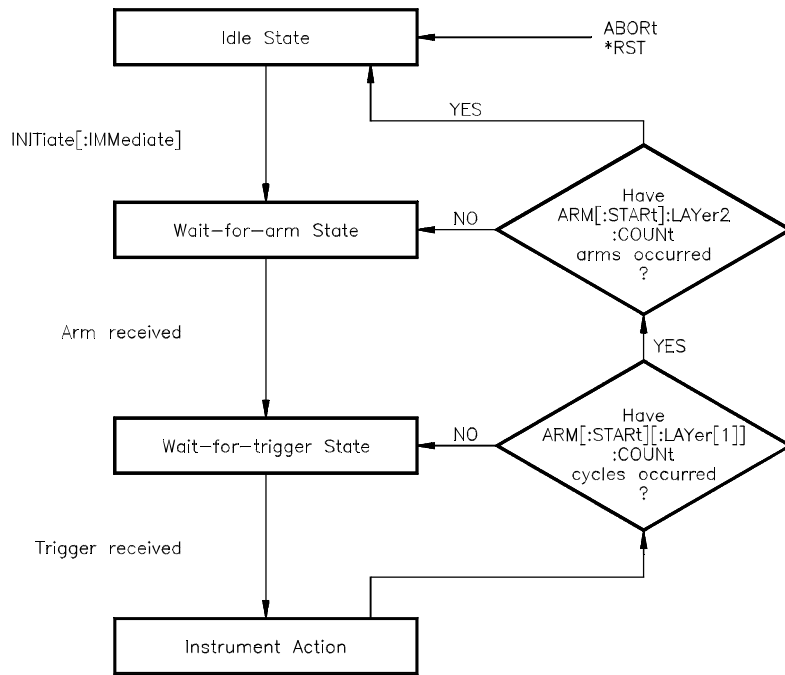 Idle State
ABORt
*RST
YES
INITiate[:IMMediate]
Have
ARM[:STARt]:LAYer2
:COUNt
arms occurred
?
NO
Wait-for-arm State
Arm received
YES
Have
ARM[:STARt][:LAYer[1]]
:COUNt
cycles occurred
?
NO
Wait-for-trigger State
Trigger received
Instrument Action